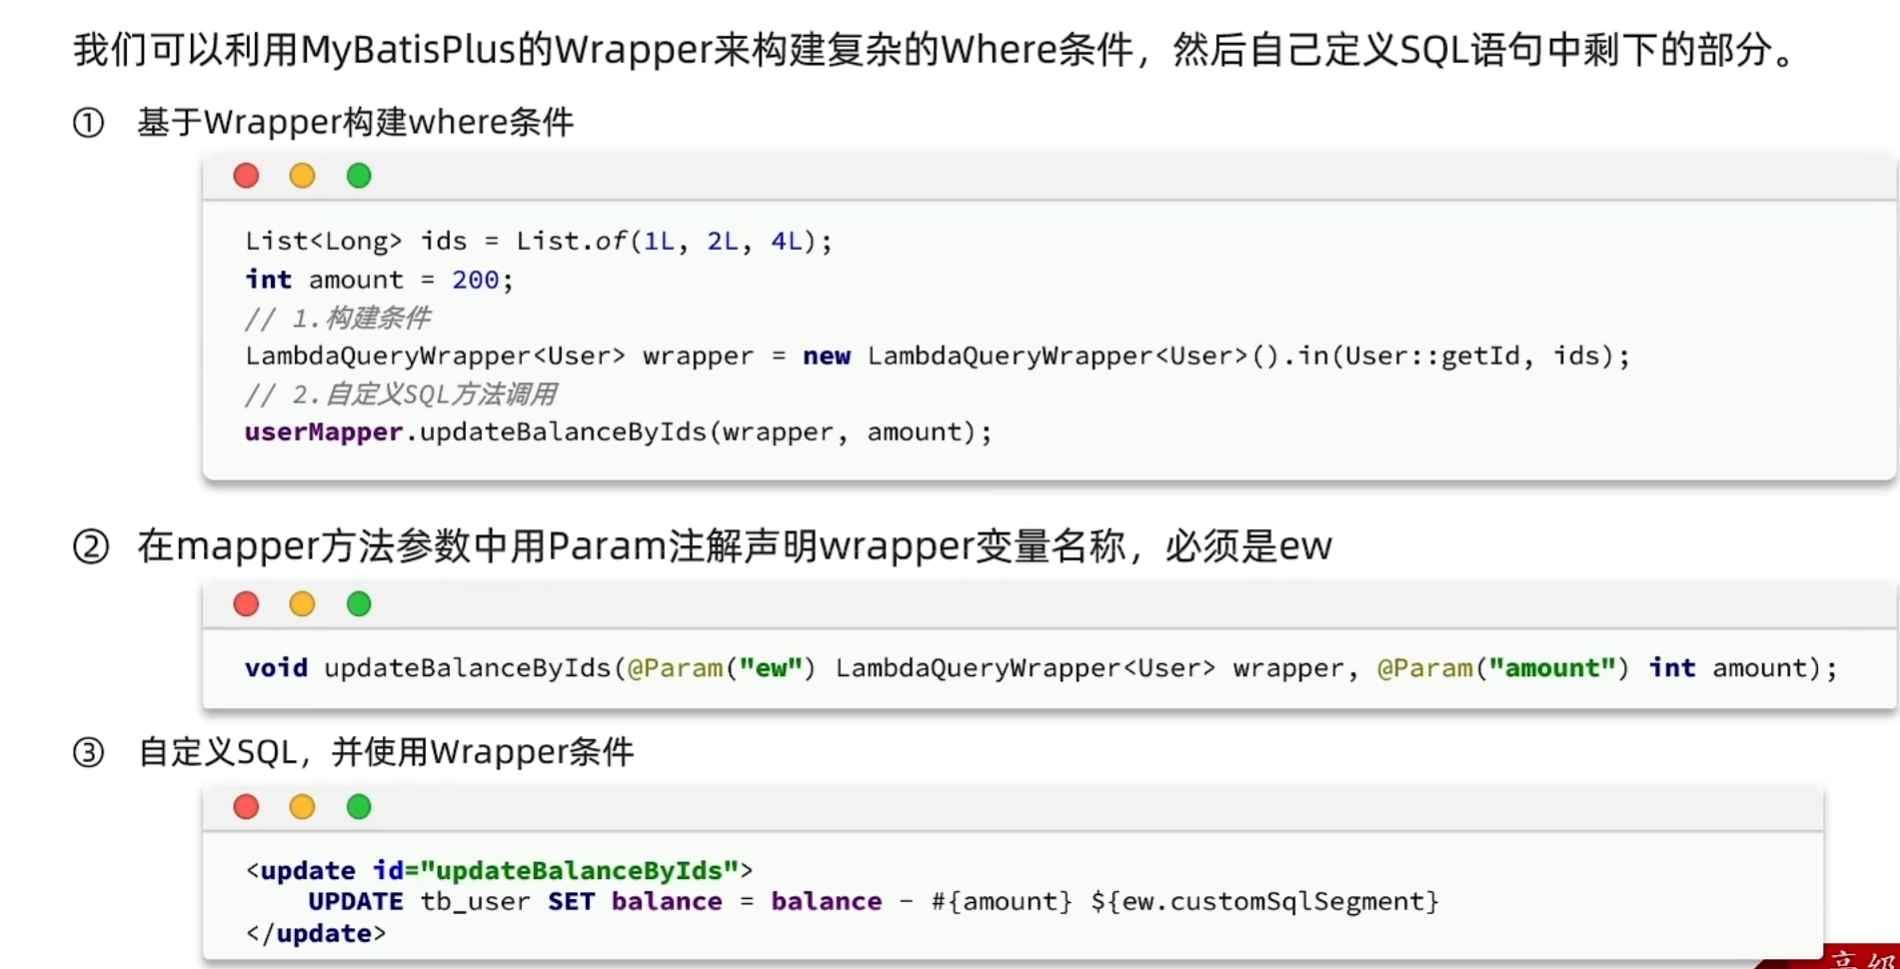 我们可以利用MyBatisPlus的Wrapper来构建复杂的Where条件，然后自己定义SQL语句中剩下的部分。
① 基于Wrapper构建where条件
List<Long> ids = List.of(1L, 2L, 4L);
int amount = 200;
// 1.构建条件
LambdaQueryWrapper<User> wrapper = new LambdaQueryWrapper<User>().in(User::getId, ids);
// 2.自定义SQL方法调用
userMapper.updateBalanceByIds(wrapper, amount);
② 在mapper方法参数中用Param注解声明wrapper变量名称，必须是ew
void updateBalanceByIds(@Param("ew") LambdaQueryWrapper<User> wrapper, @Param("amount") int amount);
③ 自定义SQL，并使用Wrapper条件
<update id="updateBalanceByIds">
    UPDATE tb_user SET balance = balance - #{amount} ${ew.customSqlSegment}
</update>
高级